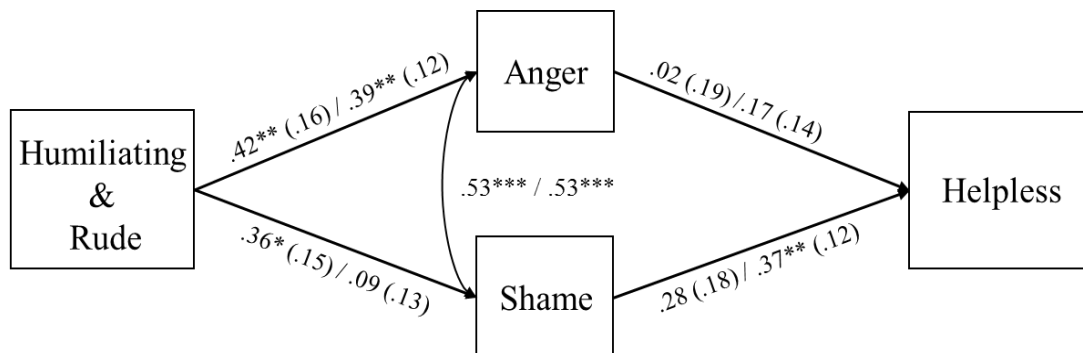 Humiliating
&
Rude
.42** (.16) / .39** (.12)
.36* (.15) / .09 (.13)
Anger
.53*** / .53***
Shame
.02 (.19) /.17 (.14)
.28 (.18) / .37** (.12)
Helpless